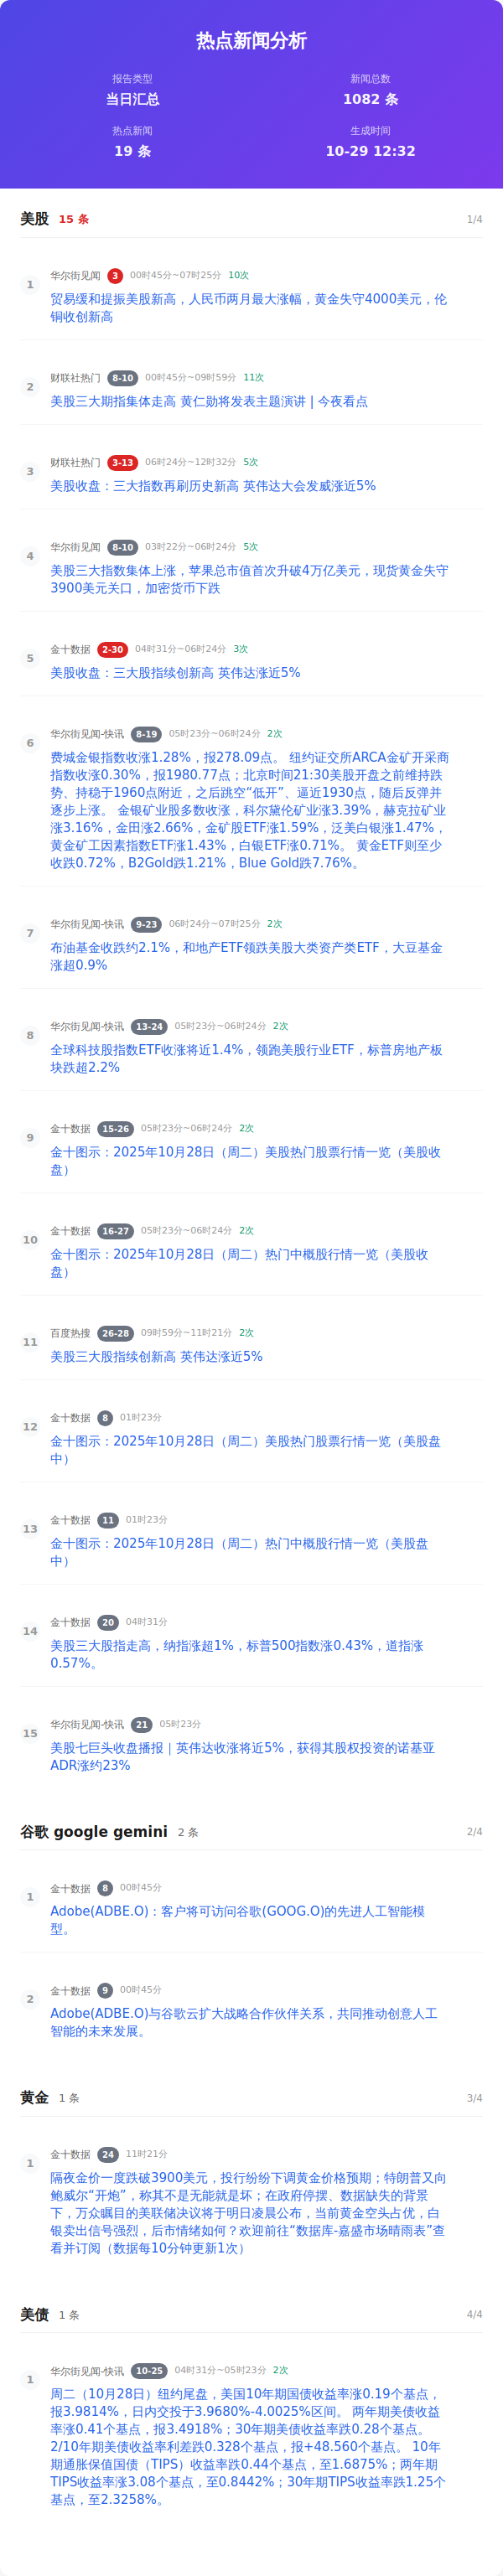 热点新闻分析
报告类型
新闻总数
当日汇总
1082 条
热点新闻
生成时间
19 条
10-29 12:32
美股 15 条 1/4
1
华尔街见闻 3 00时45分~07时25分 10次
贸易缓和提振美股新高，人民币两月最大涨幅，黄金失守4000美元，伦
铜收创新高
2
财联社热门 8-10 00时45分~09时59分 11次
美股三大期指集体走高 黄仁勋将发表主题演讲 | 今夜看点
3
财联社热门 3-13 06时24分~12时32分 5次
美股收盘：三大指数再刷历史新高 英伟达大会发威涨近5%
4
华尔街见闻 8-10 03时22分~06时24分 5次
美股三大指数集体上涨，苹果总市值首次升破4万亿美元，现货黄金失守
3900美元关口，加密货币下跌
5
金十数据 2-30 04时31分~06时24分 3次
美股收盘：三大股指续创新高 英伟达涨近5%
6
华尔街见闻-快讯 8-19 05时23分~06时24分 2次
费城金银指数收涨1.28%，报278.09点。 纽约证交所ARCA金矿开采商
指数收涨0.30%，报1980.77点；北京时间21:30美股开盘之前维持跌
势、持稳于1960点附近，之后跳空“低开”、逼近1930点，随后反弹并
逐步上涨。 金银矿业股多数收涨，科尔黛伦矿业涨3.39%，赫克拉矿业
涨3.16%，金田涨2.66%，金矿股ETF涨1.59%，泛美白银涨1.47%，
黄金矿工因素指数ETF涨1.43%，白银ETF涨0.71%。 黄金ETF则至少
收跌0.72%，B2Gold跌1.21%，Blue Gold跌7.76%。
7
华尔街见闻-快讯 9-23 06时24分~07时25分 2次
布油基金收跌约2.1%，和地产ETF领跌美股大类资产类ETF，大豆基金
涨超0.9%
8
华尔街见闻-快讯 13-24 05时23分~06时24分 2次
全球科技股指数ETF收涨将近1.4%，领跑美股行业ETF，标普房地产板
块跌超2.2%
9
金十数据 15-26 05时23分~06时24分 2次
金十图示：2025年10月28日（周二）美股热门股票行情一览（美股收
盘）
10
金十数据 16-27 05时23分~06时24分 2次
金十图示：2025年10月28日（周二）热门中概股行情一览（美股收
盘）
11
百度热搜 26-28 09时59分~11时21分 2次
美股三大股指续创新高 英伟达涨近5%
12
金十数据 8 01时23分
金十图示：2025年10月28日（周二）美股热门股票行情一览（美股盘
中）
13
金十数据 11 01时23分
金十图示：2025年10月28日（周二）热门中概股行情一览（美股盘
中）
14
金十数据 20 04时31分
美股三大股指走高，纳指涨超1%，标普500指数涨0.43%，道指涨
0.57%。
15
华尔街见闻-快讯 21 05时23分
美股七巨头收盘播报｜英伟达收涨将近5%，获得其股权投资的诺基亚
ADR涨约23%
谷歌 google gemini 2 条 2/4
1
金十数据 8 00时45分
Adobe(ADBE.O)：客户将可访问谷歌(GOOG.O)的先进人工智能模
型。
2
金十数据 9 00时45分
Adobe(ADBE.O)与谷歌云扩大战略合作伙伴关系，共同推动创意人工
智能的未来发展。
黄金 1 条 3/4
1
金十数据 24 11时21分
隔夜金价一度跌破3900美元，投行纷纷下调黄金价格预期；特朗普又向
鲍威尔“开炮”，称其不是无能就是坏；在政府停摆、数据缺失的背景
下，万众瞩目的美联储决议将于明日凌晨公布，当前黄金空头占优，白
银卖出信号强烈，后市情绪如何？欢迎前往“数据库-嘉盛市场晴雨表”查
看并订阅（数据每10分钟更新1次）
美债 1 条 4/4
1
华尔街见闻-快讯 10-25 04时31分~05时23分 2次
周二（10月28日）纽约尾盘，美国10年期国债收益率涨0.19个基点，
报3.9814%，日内交投于3.9680%-4.0025%区间。 两年期美债收益
率涨0.41个基点，报3.4918%；30年期美债收益率跌0.28个基点。
2/10年期美债收益率利差跌0.328个基点，报+48.560个基点。 10年
期通胀保值国债（TIPS）收益率跌0.44个基点，至1.6875%；两年期
TIPS收益率涨3.08个基点，至0.8442%；30年期TIPS收益率跌1.25个
基点，至2.3258%。